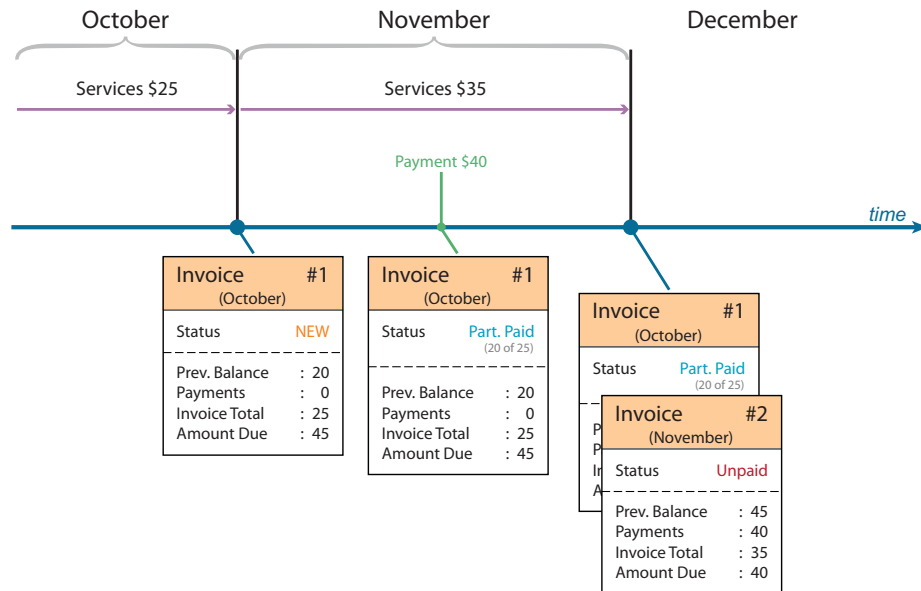 October
November
December
Services $25
Services $35
Payment $40
time
Invoice #1
(October)
Status NEW
Prev. Balance : 20
Payments : 0
Invoice Total : 25
Amount Due : 45
Invoice #1
(October)
Status Part. Paid
(20 of 25)
Prev. Balance : 20
Payments : 0
Invoice Total : 25
Amount Due : 45
Invoice #1
(October)
Status Part. Paid
(20 of 25)
P
P
Ir
A
Invoice #2
(November)
Status Unpaid
Prev. Balance : 45
Payments : 40
Invoice Total : 35
Amount Due : 40